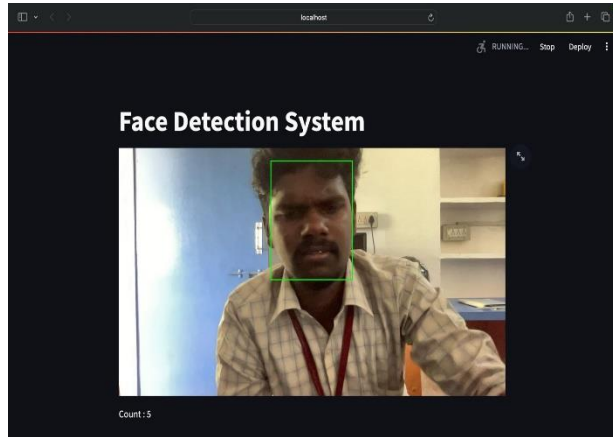 localhost
RUNNING... Stop Deploy
Face Detection System
Count : 5